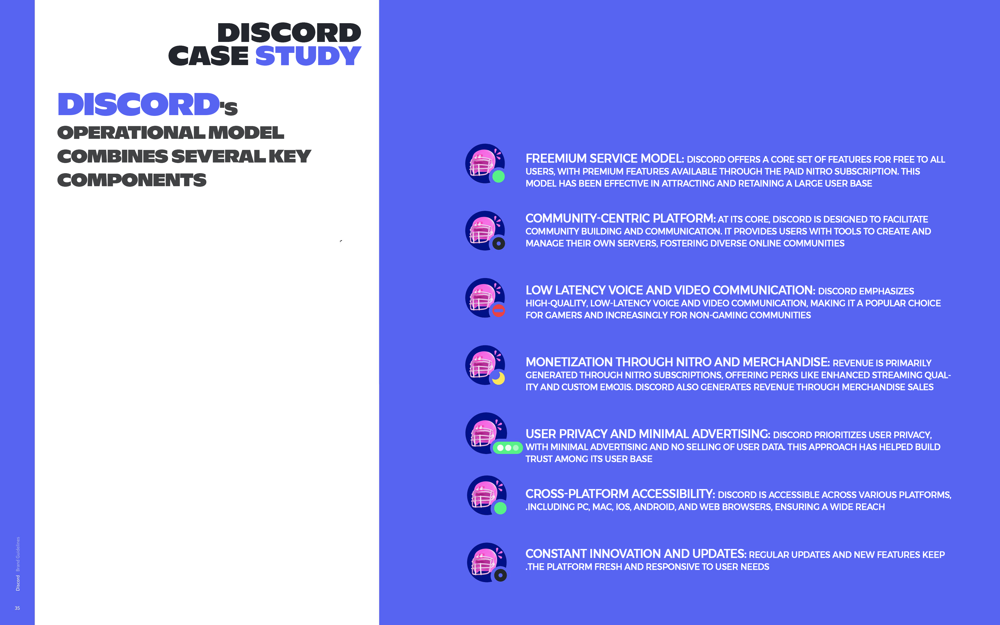 DISCORD
CASE STUDY
DISCORD's
OPERATIONAL MODEL
COMBINES SEVERAL KEY
COMPONENTS
FREEMIUM SERVICE MODEL: DISCORD OFFERS A CORE SET OF FEATURES FOR FREE TO ALL
USERS, WITH PREMIUM FEATURES AVAILABLE THROUGH THE PAID NITRO SUBSCRIPTION. THIS
MODEL HAS BEEN EFFECTIVE IN ATTRACTING AND RETAINING A LARGE USER BASE
COMMUNITY-CENTRIC PLATFORM: AT ITS CORE, DISCORD IS DESIGNED TO FACILITATE
COMMUNITY BUILDING AND COMMUNICATION. IT PROVIDES USERS WITH TOOLS TO CREATE AND
MANAGE THEIR OWN SERVERS, FOSTERING DIVERSE ONLINE COMMUNITIES
LOW LATENCY VOICE AND VIDEO COMMUNICATION: DISCORD EMPHASIZES
HIGH-QUALITY, LOW-LATENCY VOICE AND VIDEO COMMUNICATION, MAKING IT A POPULAR CHOICE
FOR GAMERS AND INCREASINGLY FOR NON-GAMING COMMUNITIES
MONETIZATION THROUGH NITRO AND MERCHANDISE: REVENUE IS PRIMARILY
GENERATED THROUGH NITRO SUBSCRIPTIONS, OFFERING PERKS LIKE ENHANCED STREAMING QUAL-
ITY AND CUSTOM EMOJIS. DISCORD ALSO GENERATES REVENUE THROUGH MERCHANDISE SALES
USER PRIVACY AND MINIMAL ADVERTISING: DISCORD PRIORITIZES USER PRIVACY,
WITH MINIMAL ADVERTISING AND NO SELLING OF USER DATA. THIS APPROACH HAS HELPED BUILD
TRUST AMONG ITS USER BASE
CROSS-PLATFORM ACCESSIBILITY: DISCORD IS ACCESSIBLE ACROSS VARIOUS PLATFORMS,
.INCLUDING PC, MAC, IOS, ANDROID, AND WEB BROWSERS, ENSURING A WIDE REACH
CONSTANT INNOVATION AND UPDATES: REGULAR UPDATES AND NEW FEATURES KEEP
.THE PLATFORM FRESH AND RESPONSIVE TO USER NEEDS
Discord Brand Guidelines
35